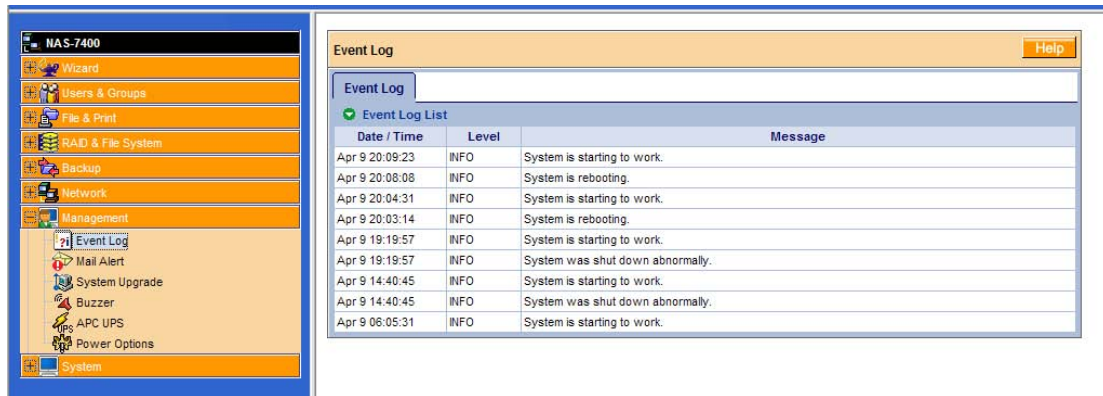 NAS-7400
Wizard
Users & Groups
File & Print
RAID & File System
Backup
Network
Management
?i Event Log
Mail Alert
System Upgrade
Buzzer
UPS APC UPS
Power Options
System
Event Log
Help
Event Log
Event Log List
Date / Time Level Message
Apr 9 20:09:23 INFO System is starting to work.
Apr 9 20:08:08 INFO System is rebooting.
Apr 9 20:04:31 INFO System is starting to work.
Apr 9 20:03:14 INFO System is rebooting.
Apr 9 19:19:57 INFO System is starting to work.
Apr 9 19:19:57 INFO System was shut down abnormally.
Apr 9 14:40:45 INFO System is starting to work.
Apr 9 14:40:45 INFO System was shut down abnormally.
Apr 9 06:05:31 INFO System is starting to work.